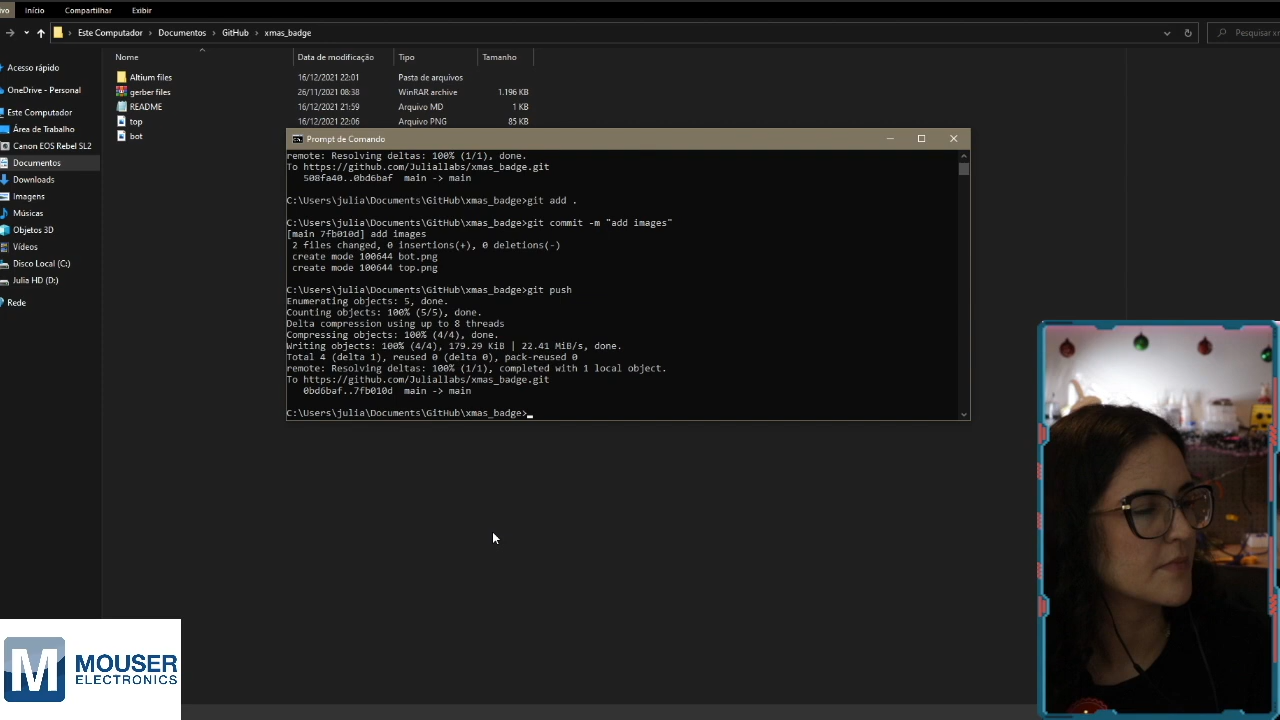 Início Compartilhar Exibir
Este Computador Documentos GitHub xmas_badge
Nome Data de modificação Tipo Tamanho
Altium files 16/12/2021 22:01 Pasta de arquivos
gerber files 26/11/2021 08:38 WinRAR archive 1.196 KB
README 16/12/2021 21:59 Arquivo MD 1 KB
top 16/12/2021 22:06 Arquivo PNG 85 KB
bot
Acesso rápido
OneDrive - Personal
Este Computador
Área de Trabalho
Canon EOS Rebel SL2
Documentos
Downloads
Imagens
Músicas
Objetos 3D
Vídeos
Disco Local (C:)
Julia HD (D:)
Rede
Prompt de Comando
remote: Resolving deltas: 100% (1/1), done.
To https://github.com/Juliallabs/xmas_badge.git
508fa40..0bd6baf main -> main
C:\Users\julia\Documents\GitHub\xmas_badge>git add .
C:\Users\julia\Documents\GitHub\xmas_badge>git commit -m "add images"
[main 7fb010d] add images
2 files changed, 0 insertions(+), 0 deletions(-)
create mode 100644 bot.png
create mode 100644 top.png
C:\Users\julia\Documents\GitHub\xmas_badge>git push
Enumerating objects: 5, done.
Counting objects: 100% (5/5), done.
Delta compression using up to 8 threads
Compressing objects: 100% (4/4), done.
Writing objects: 100% (4/4), 179.29 KiB | 22.41 MiB/s, done.
Total 4 (delta 1), reused 0 (delta 0), pack-reused 0
remote: Resolving deltas: 100% (1/1), completed with 1 local object.
To https://github.com/Juliallabs/xmas_badge.git
0bd6baf..7fb010d main -> main
C:\Users\julia\Documents\GitHub\xmas_badge>
M MOUSER
ELECTRONICS